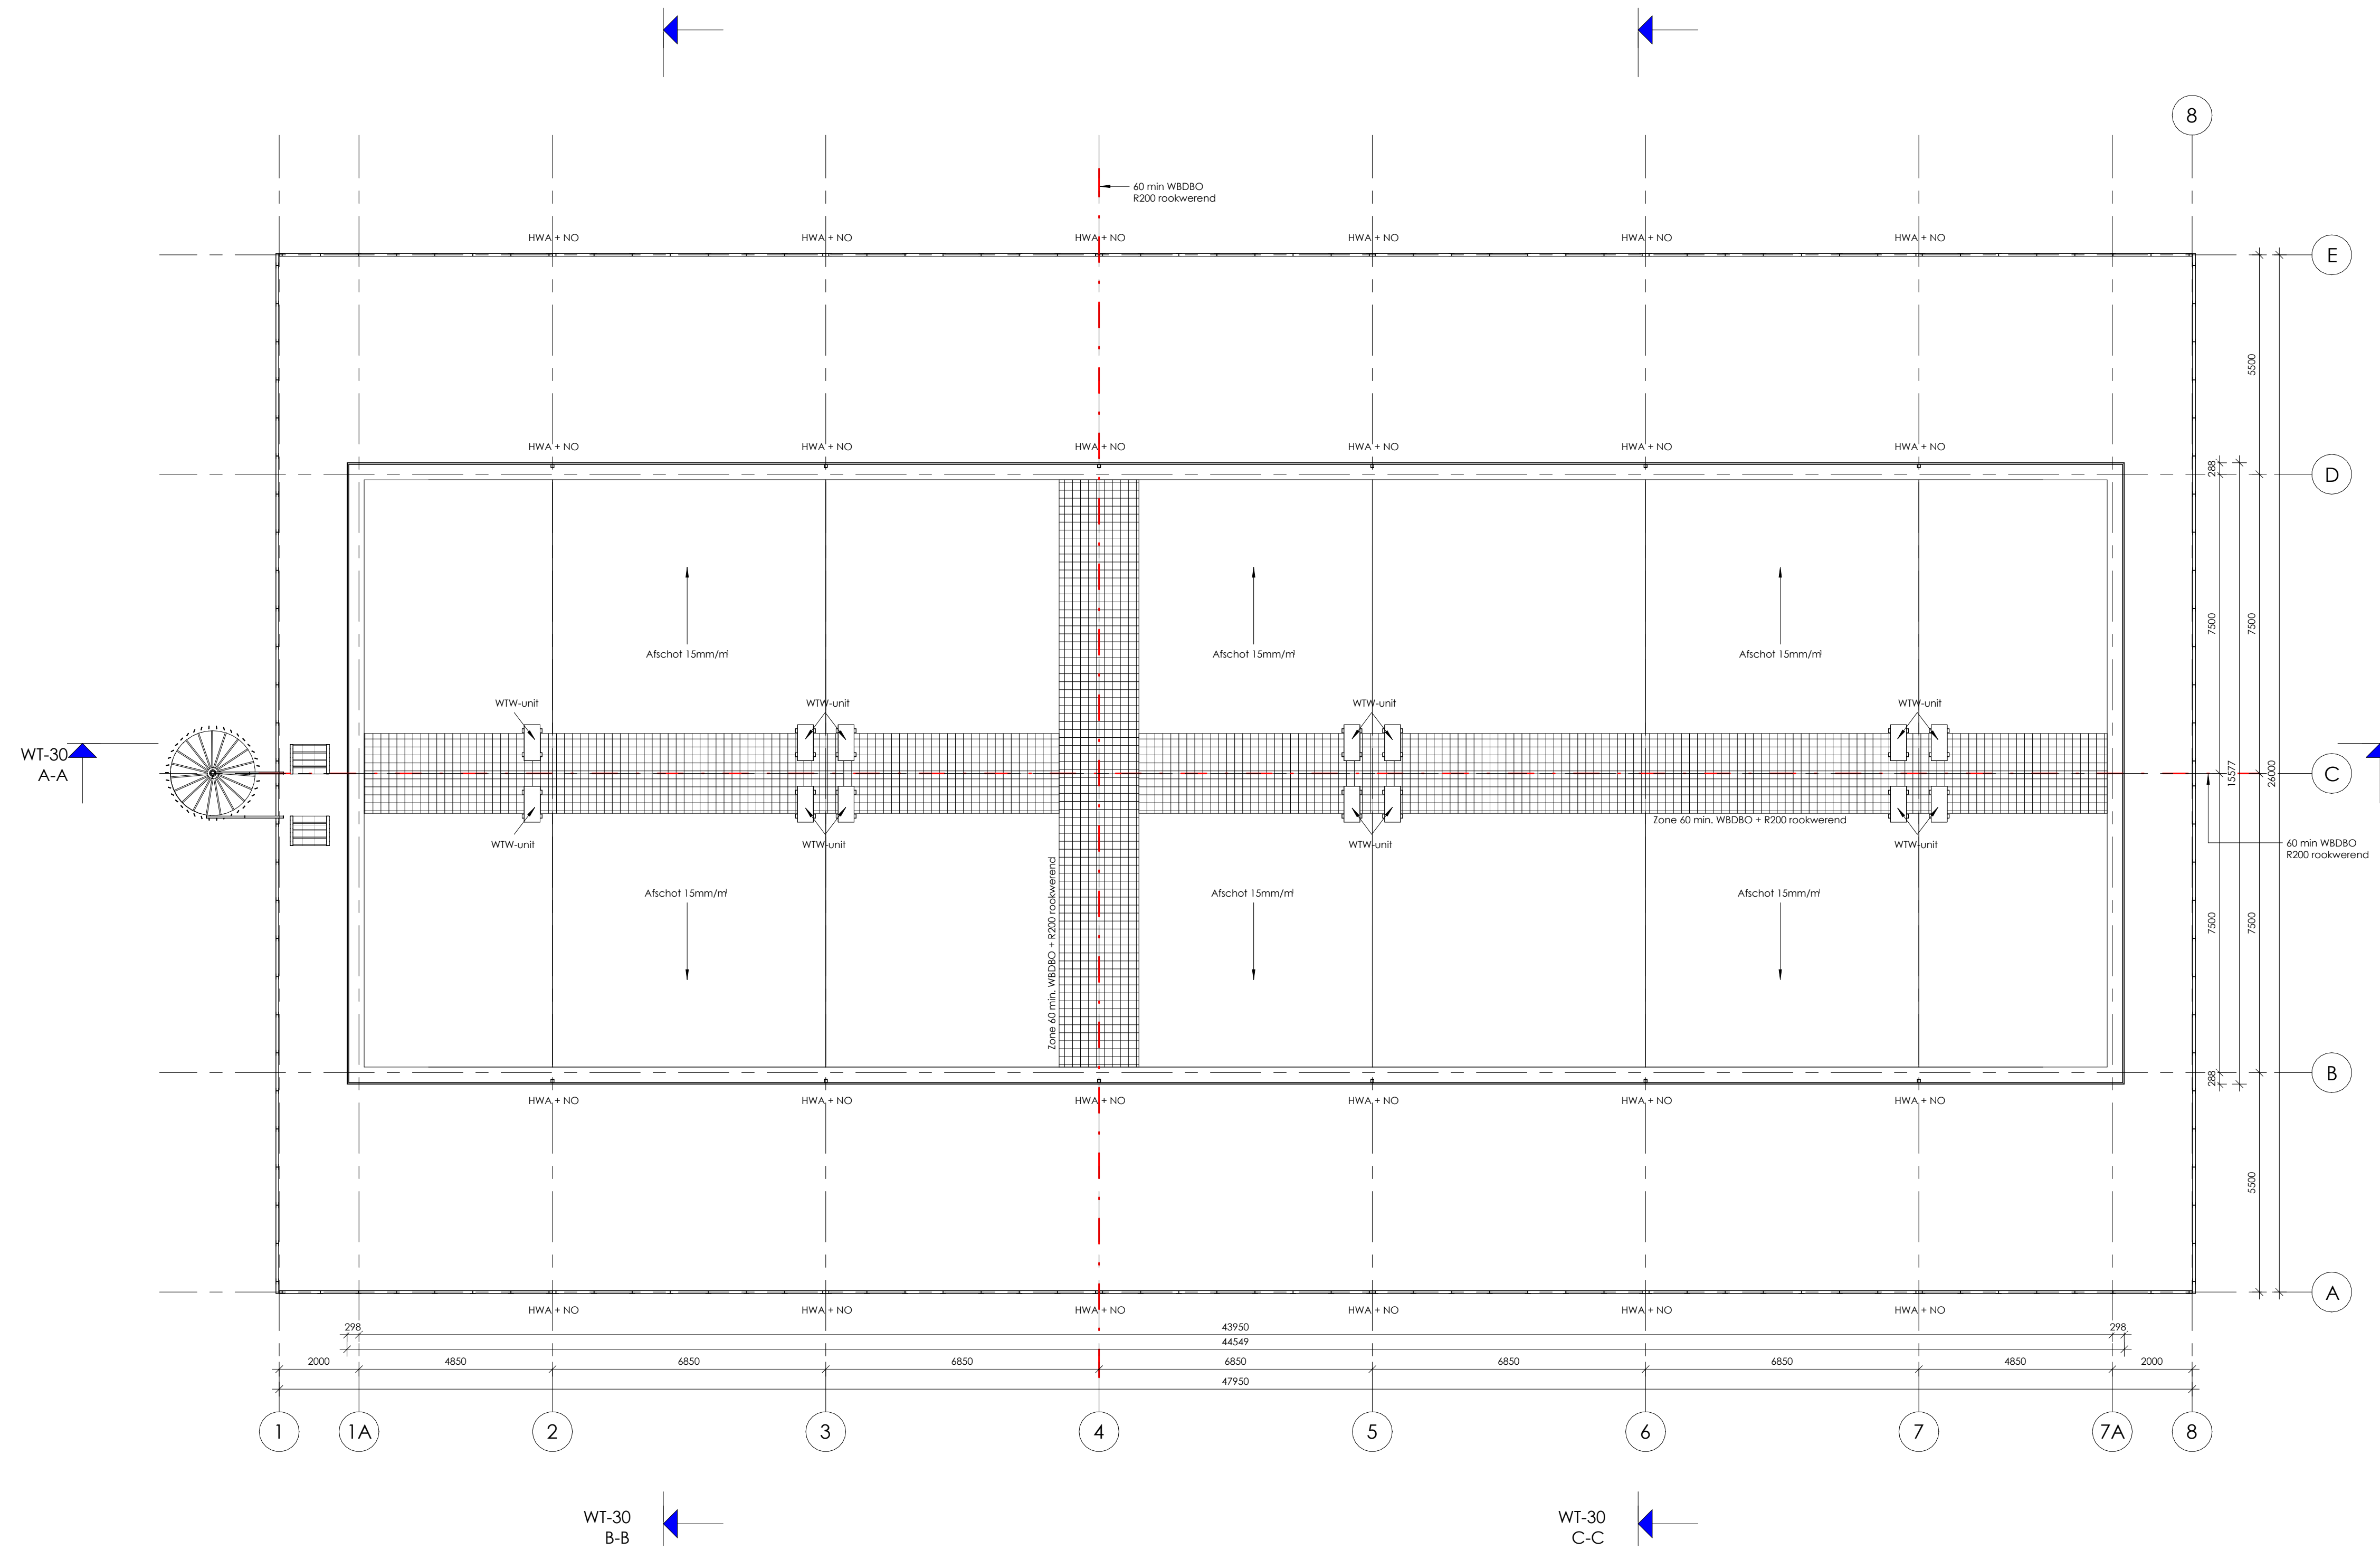 8
60 min WBDBO
R200 rookwerend
HWA + NO
HWA + NO
HWA + NO
HWA + NO
HWA + NO
HWA + NO
E
5500
HWA + NO
HWA + NO
HWA + NO
HWA + NO
HWA + NO
HWA + NO
288
D
7500
7500
Afschot 15mm/m¹
Afschot 15mm/m¹
Afschot 15mm/m¹
WTW-unit
WTW-unit
WTW-unit
WTW-unit
WT-30
A-A
15577
26000
C
Zone 60 min. WBDBO + R200 rookwerend
WTW-unit
WTW-unit
WTW-unit
WTW-unit
60 min WBDBO
R200 rookwerend
Zone 60 min. WBDBO + R200 rookwerend
Afschot 15mm/m¹
Afschot 15mm/m¹
Afschot 15mm/m¹
7500
7500
288
B
HWA + NO
HWA + NO
HWA + NO
HWA + NO
HWA + NO
HWA + NO
5500
A
HWA + NO
HWA + NO
HWA + NO
HWA + NO
HWA + NO
HWA + NO
298
43950
298
44549
2000
4850
6850
6850
6850
6850
6850
4850
2000
47950
1
1A
2
3
4
5
6
7
7A
8
WT-30
B-B
WT-30
C-C